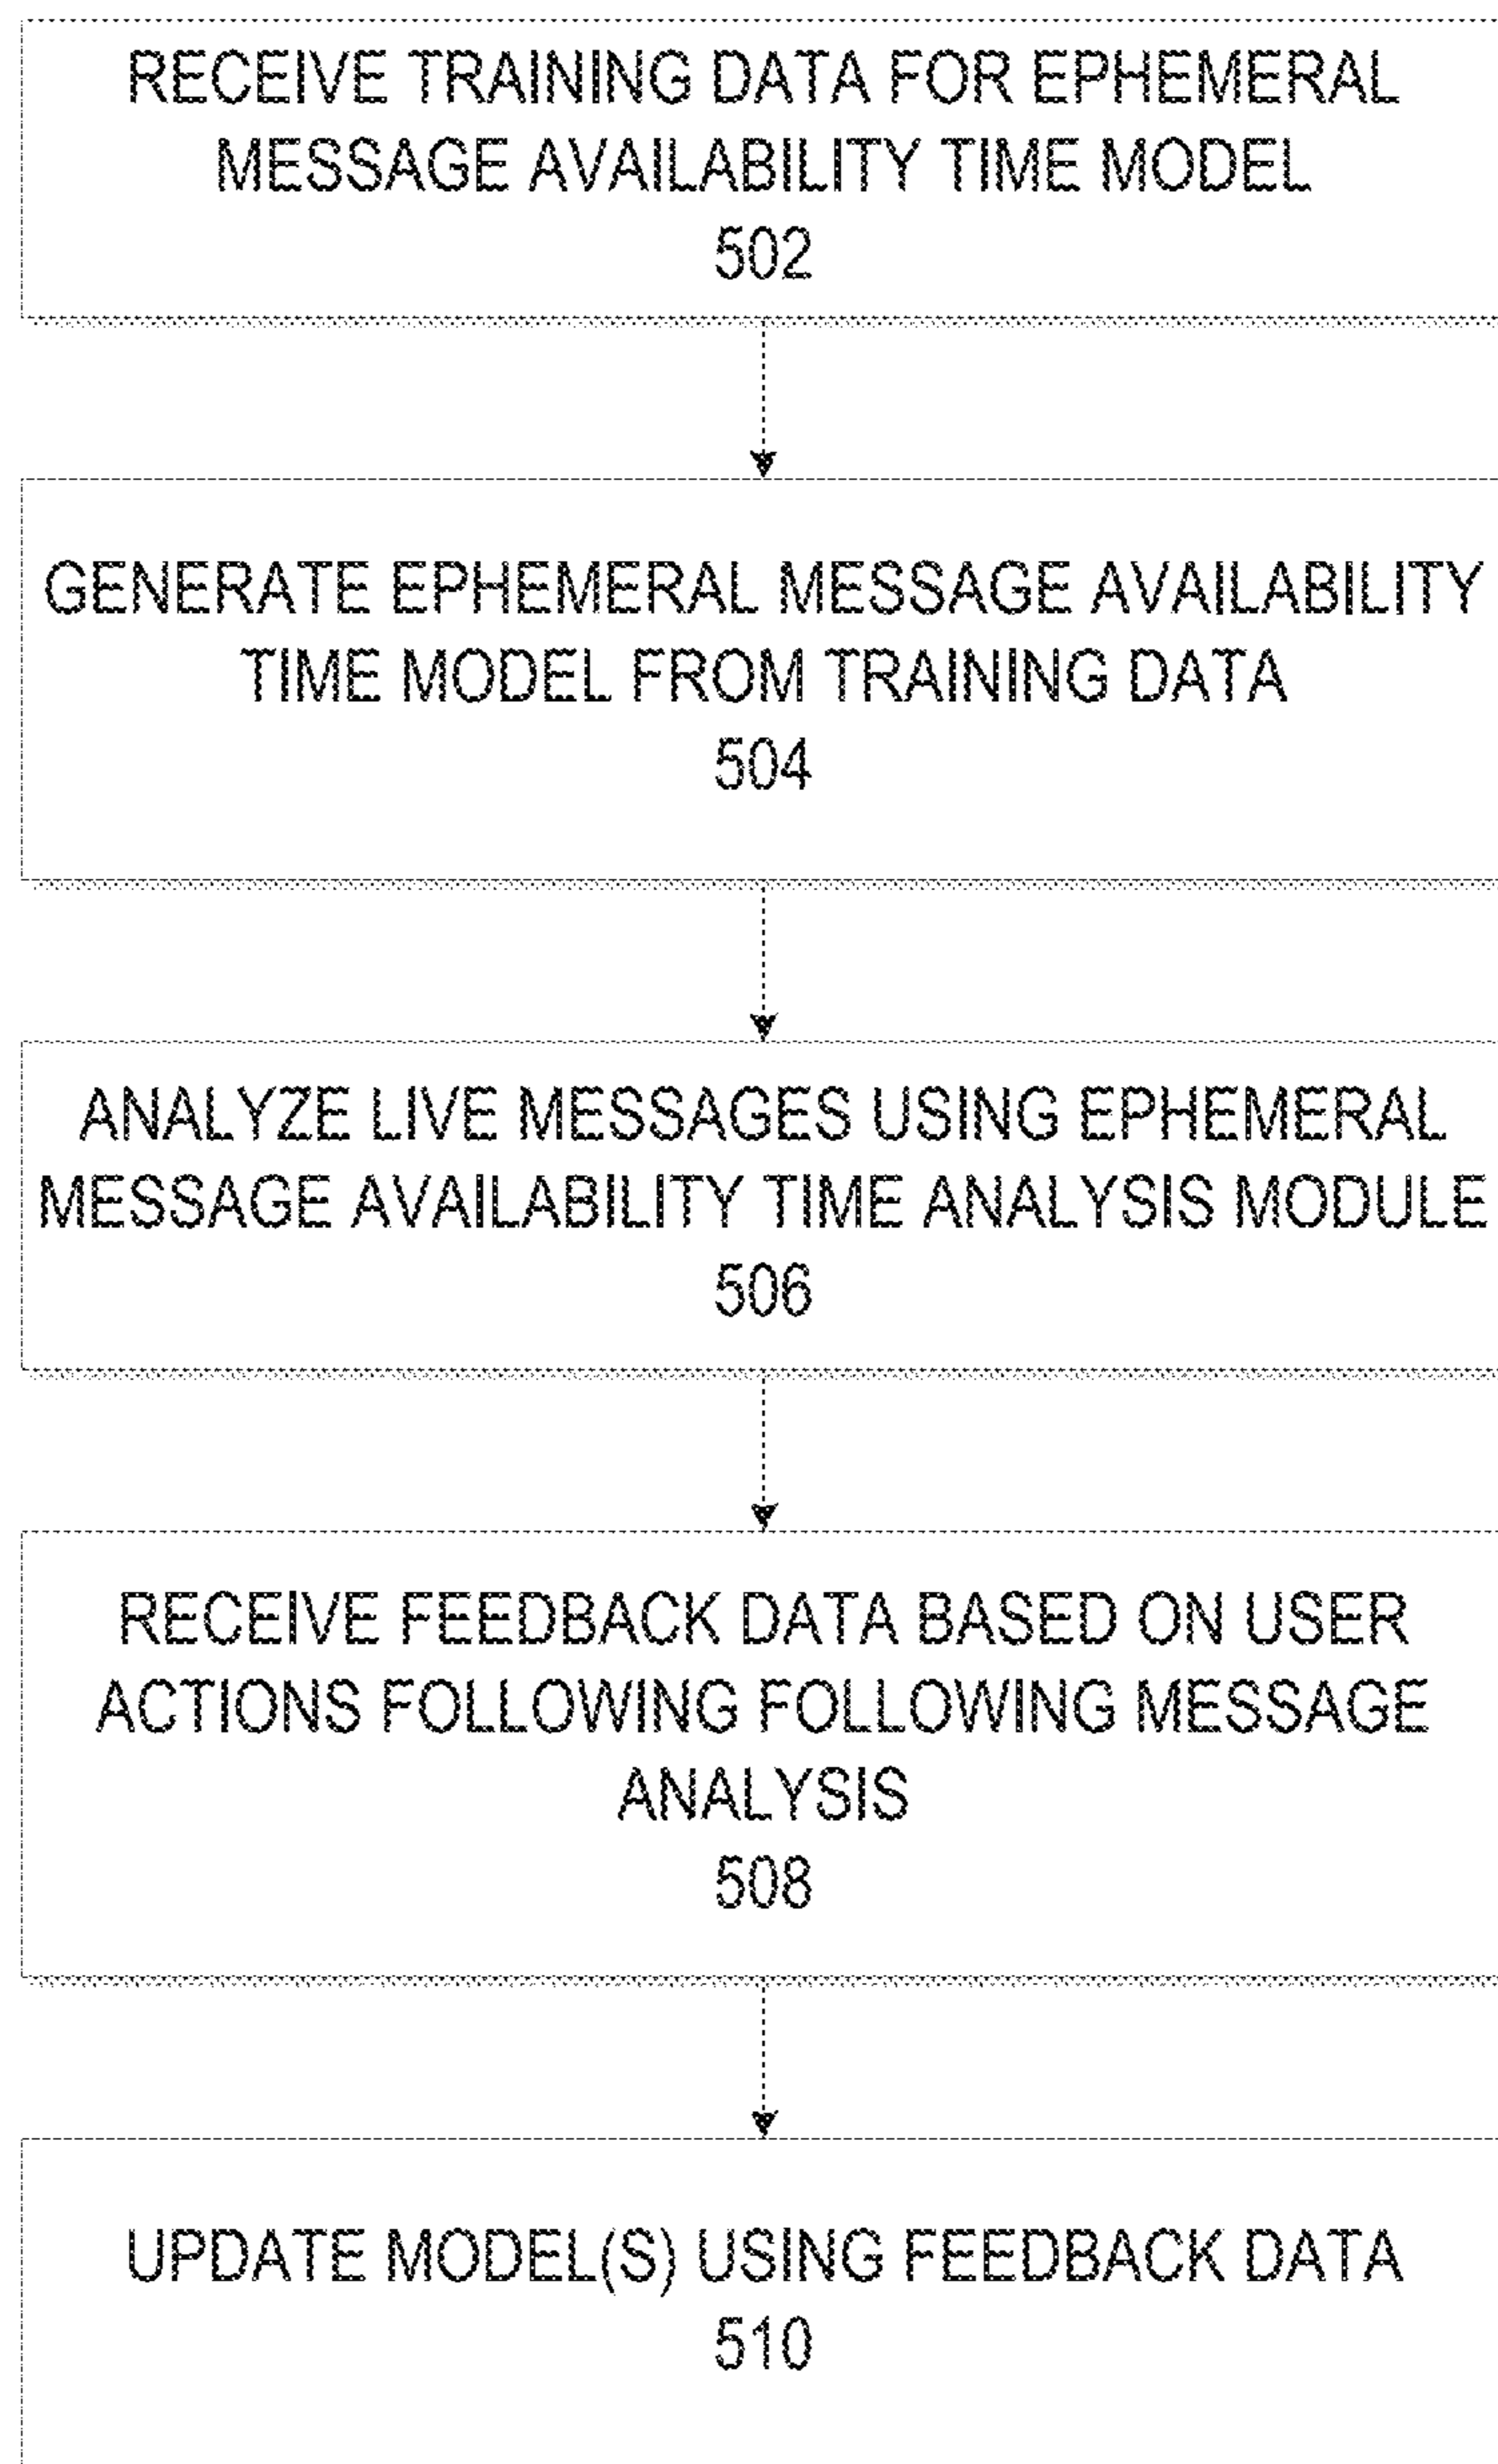 RECEIVE TRAINING DATA FOR EPHEMERAL
MESSAGE AVAILABILITY TIME MODEL
502
GENERATE EPHEMERAL MESSAGE AVAILABILITY
TIME MODEL FROM TRAINING DATA
504
ANALYZE LIVE MESSAGES USING EPHEMERAL
MESSAGE AVAILABILITY TIME ANALYSIS MODULE
506
RECEIVE FEEDBACK DATA BASED ON USER
ACTIONS FOLLOWING FOLLOWING MESSAGE
ANALYSIS
508
UPDATE MODEL(S) USING FEEDBACK DATA
510